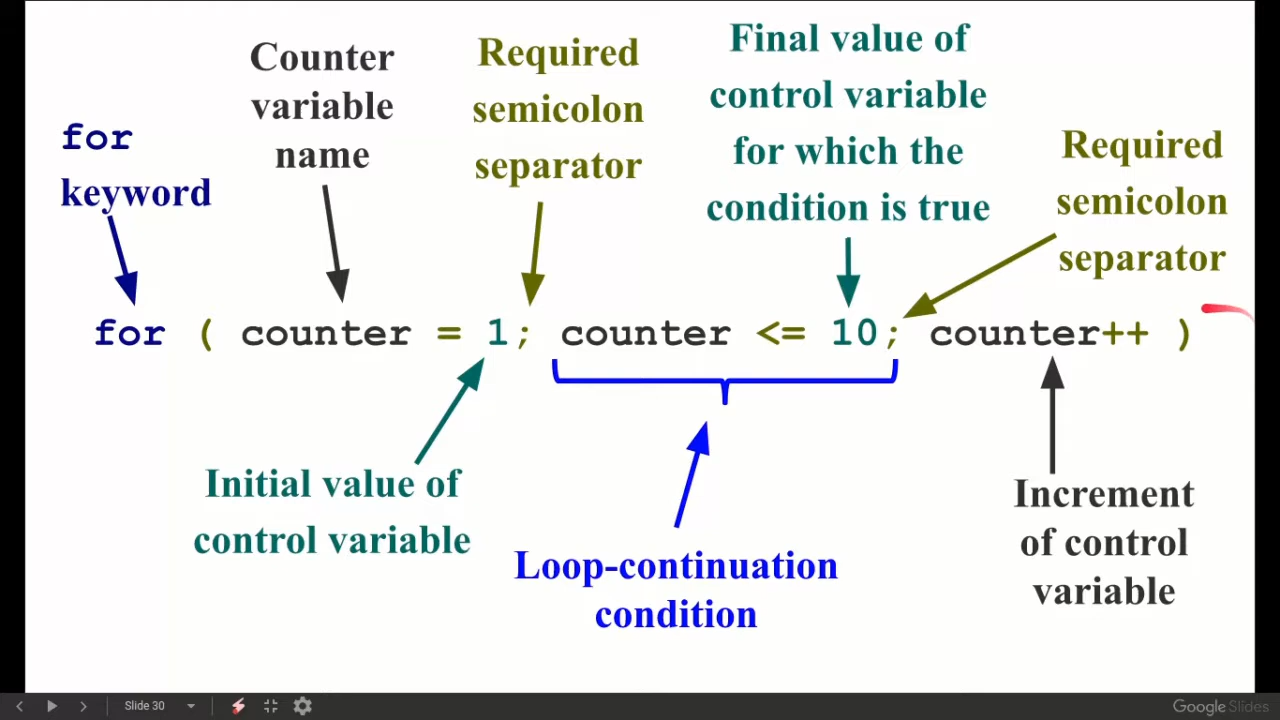 for
keyword
Counter
variable
name
Required
semicolon
separator
Final value of
control variable
for which the
condition is true
Required
semicolon
separator
for ( counter = 1; counter <= 10; counter++ )
Initial value of
control variable
Loop-continuation
condition
Increment
of control
variable
Slide 30
Google Slides